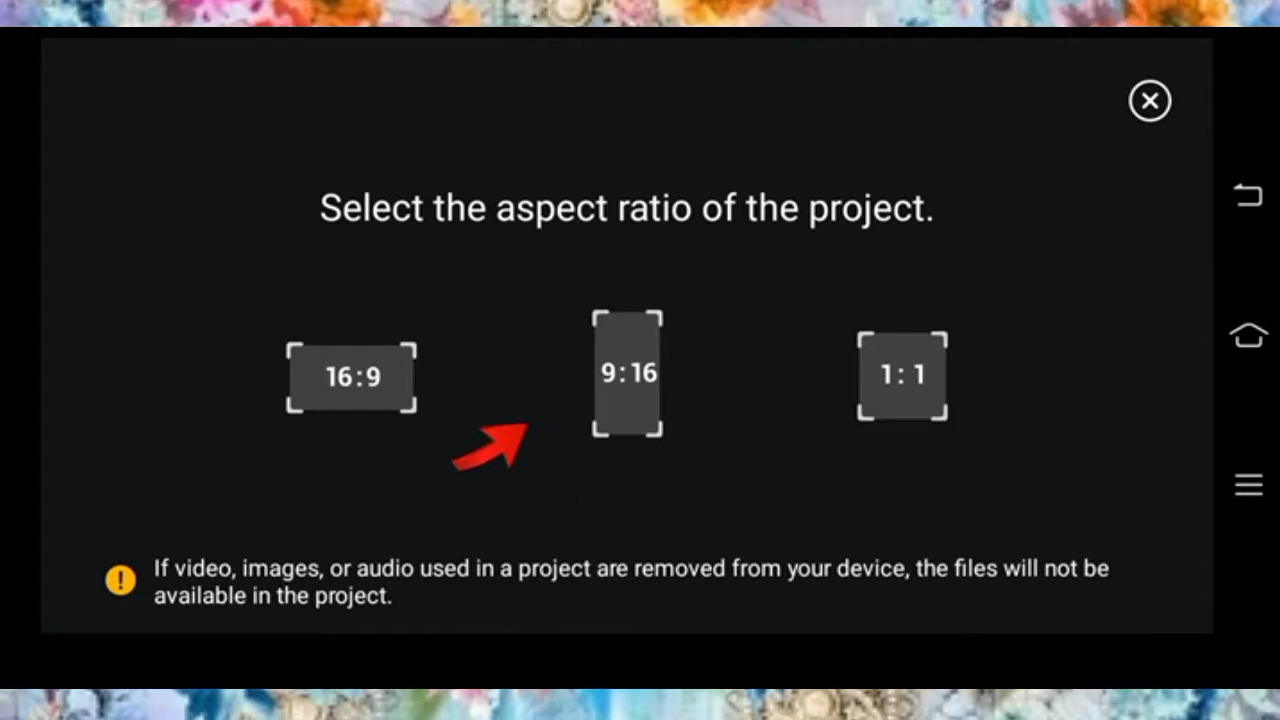 Select the aspect ratio of the project.
16:9
9:16
1:1
If video, images, or audio used in a project are removed from your device, the files will not be
available in the project.